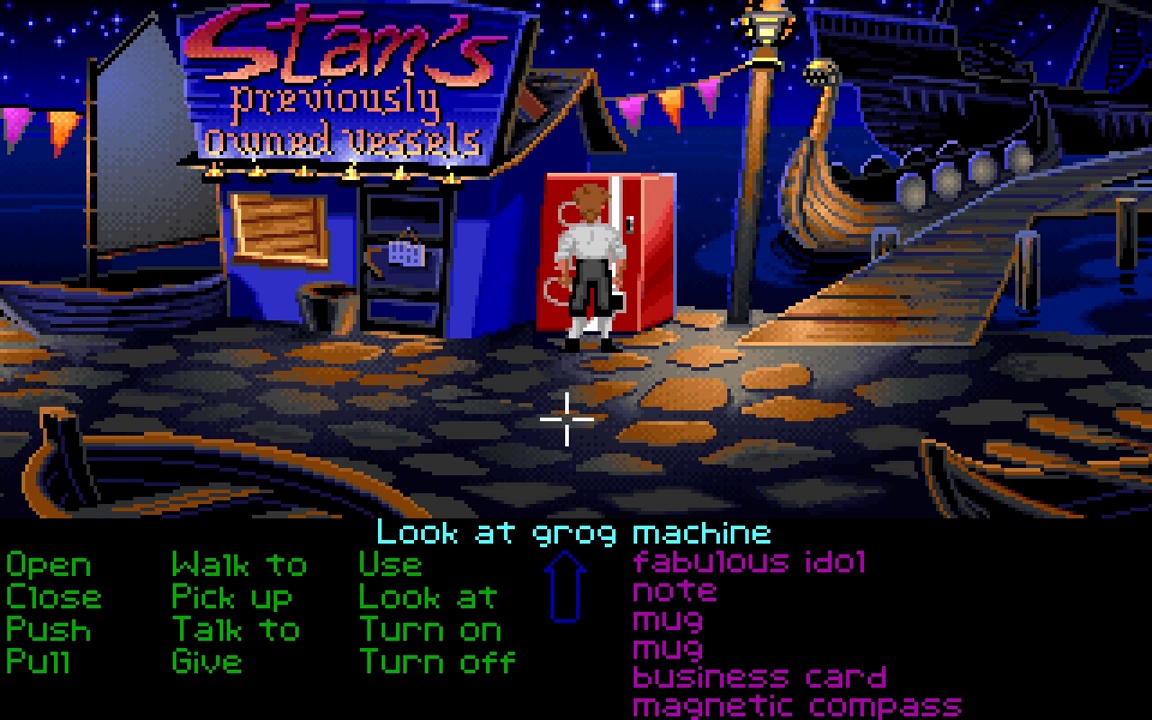 Stan's
previously
owned vessels
Look at grog machine
Open Walk to Use
Close Pick up Look at
Push Talk to Turn on
Pull Give Turn off
fabulous idol
note
mug
mug
business card
magnetic compass